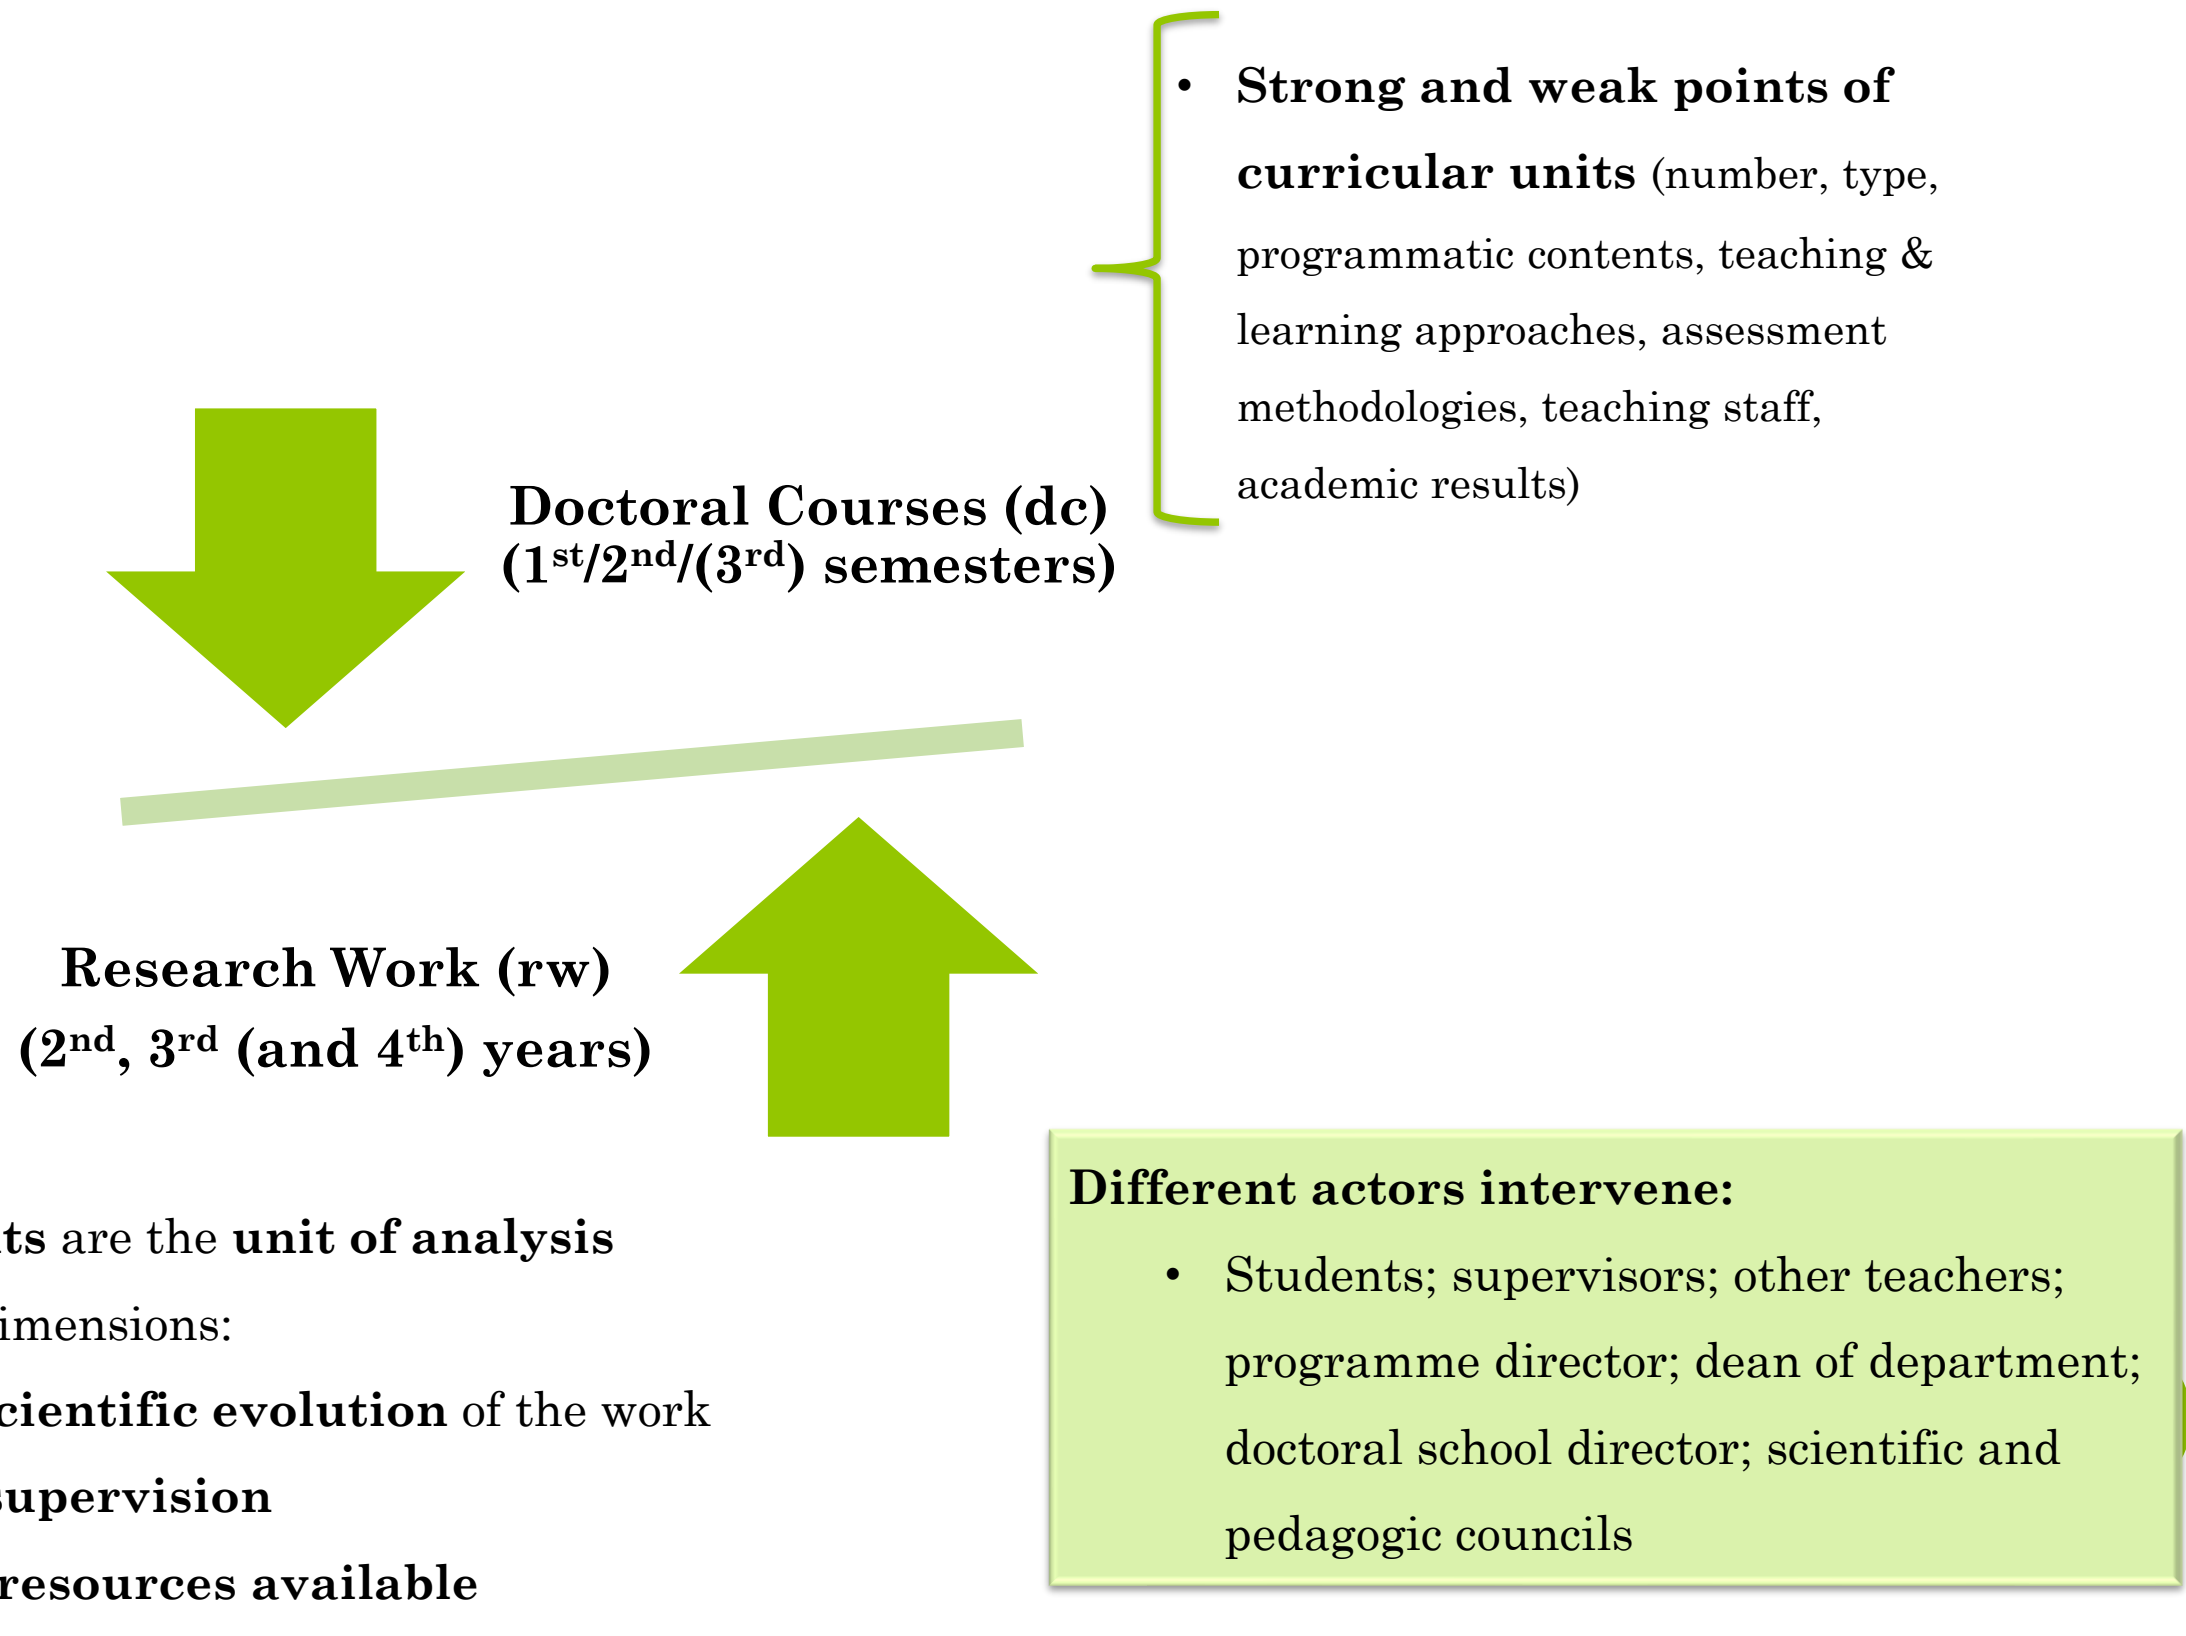 • Strong and weak points of
curricular units (number, type,
programmatic contents, teaching &
learning approaches, assessment
methodologies, teaching staff,
academic results)
Doctoral Courses (dc)
(1st/2nd/(3rd) semesters)
Research Work (rw)
(2nd, 3rd (and 4th) years)
are the unit of analysis
imensions:
cientific evolution of the work
supervision
resources available
Different actors intervene:
• Students; supervisors; other teachers;
programme director; dean of department;
doctoral school director; scientific and
pedagogic councils